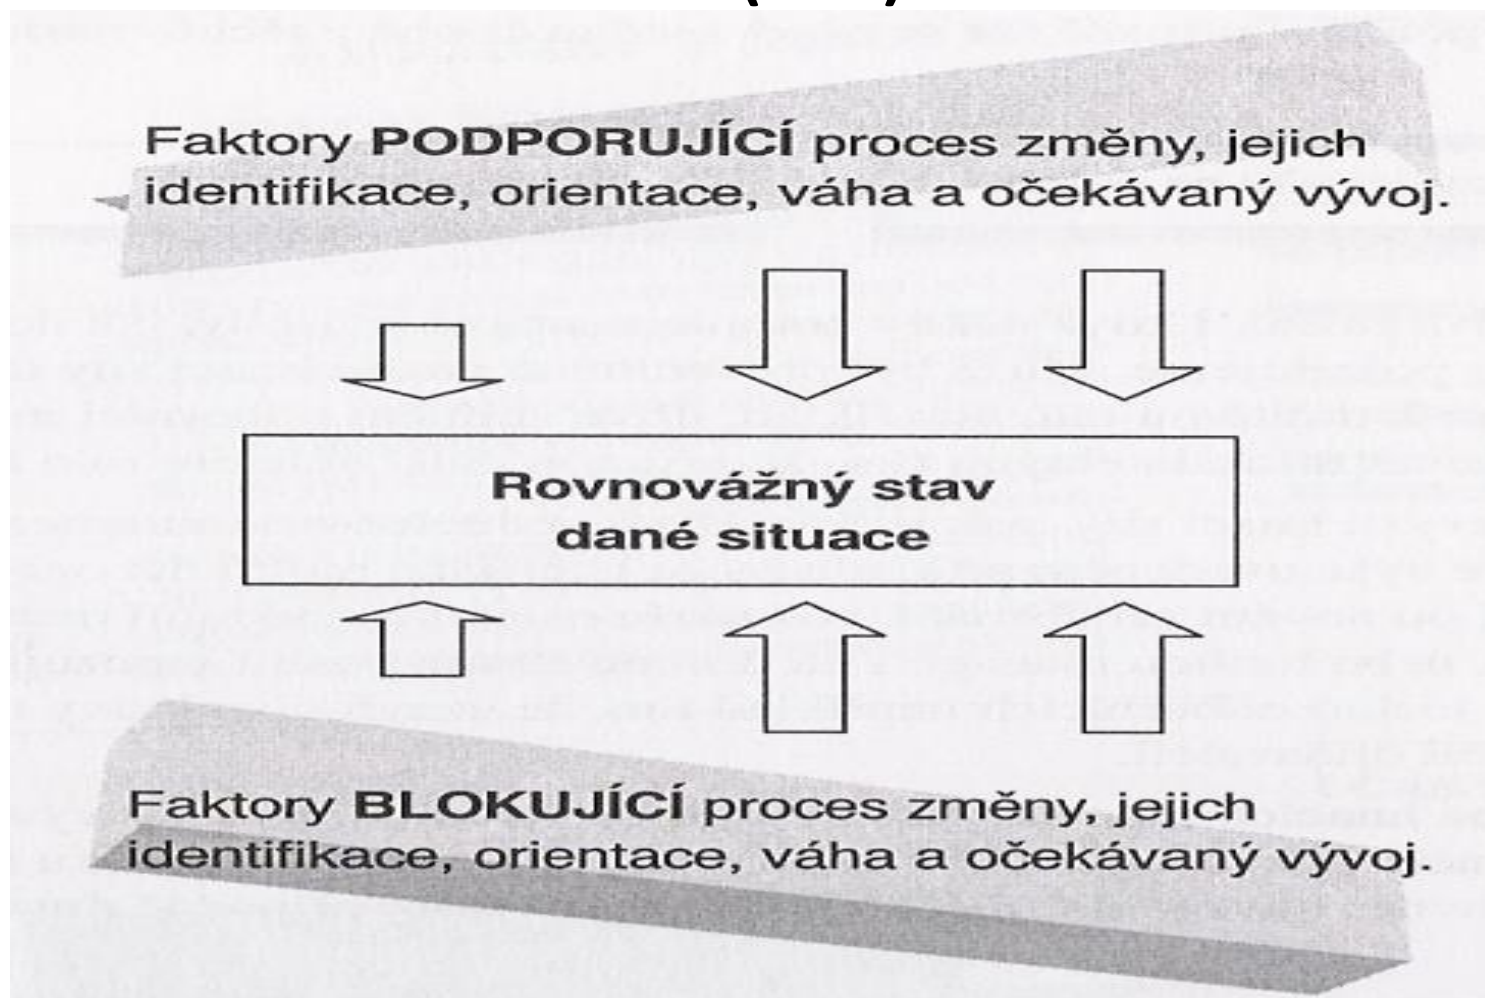 Faktory PODPORUJÍCÍ proces změny, jejich
identifikace, orientace, váha a očekávaný vývoj.
Rovnovážný stav
dané situace
Faktory BLOKUJÍCÍ proces změny, jejich
identifikace, orientace, váha a očekávaný vývoj.